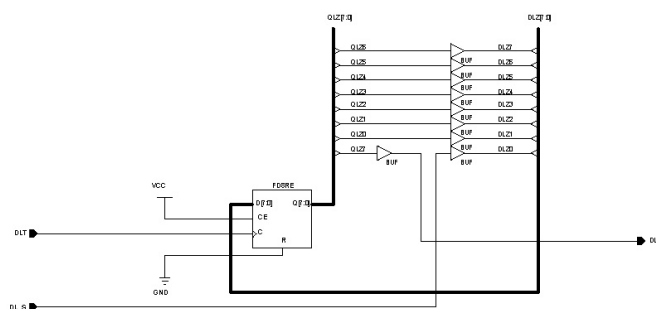 QLZ[7:0] DLZ[7:0]
QLZ6 DLZ7
BUF
QLZ5 DLZ6
BUF
QLZ4 DLZ5
BUF
QLZ3 DLZ4
BUF
QLZ2 DLZ3
BUF
QLZ1 DLZ2
BUF
QLZ0 DLZ1
BUF
QLZ7 DLZ0
BUF BUF
VCC FD8RE
D[7:0] Q[7:0]
CE
DLT C
R
DL
GND
DL_S